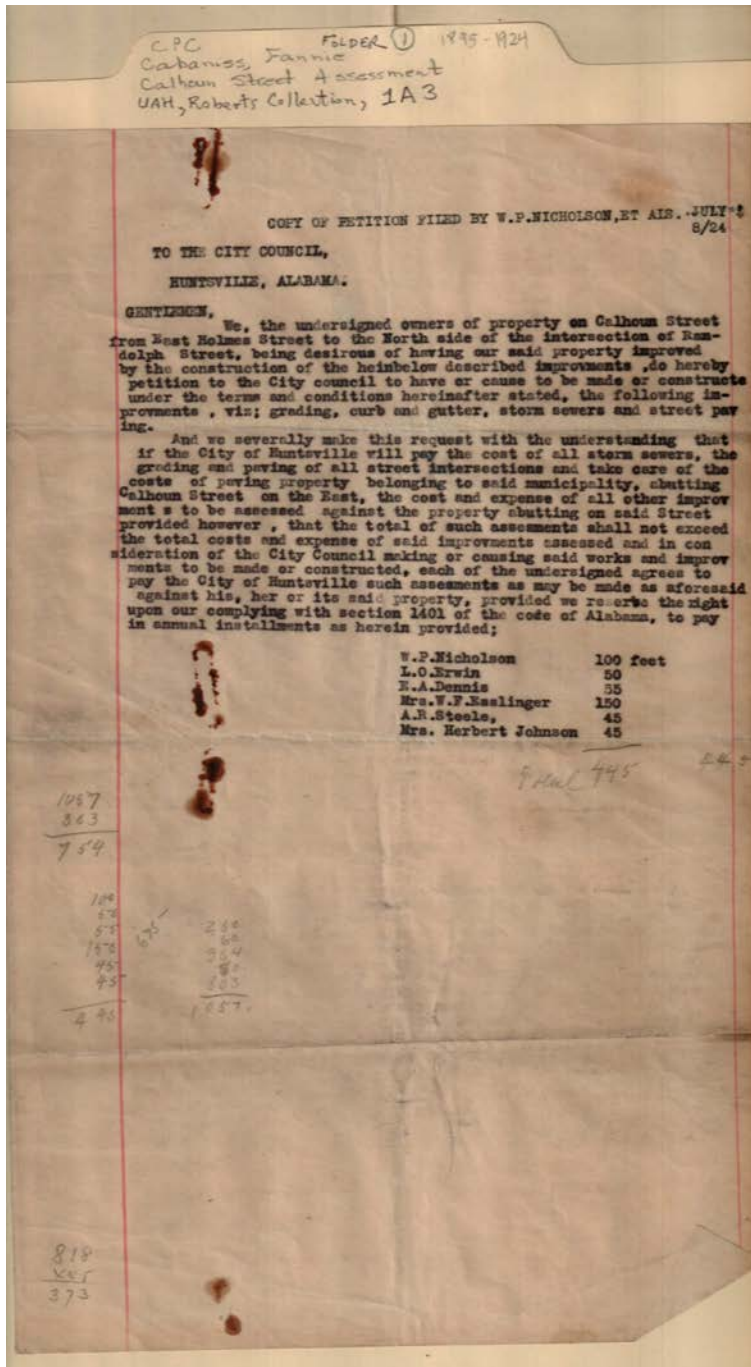 CPC FOLDER 1 1895-1924
Cabaniss, Fannie
Calhoun Street Assessment
UAH, Roberts Collection, 1A3
COPY OF PETITION FILED BY W.P.NICHOLSON,ET ALS. JULY
8/24
TO THE CITY COUNCIL,
HUNTSVILLE, ALABAMA.
GENTLEMEN,
We, the undersigned owners of property on Calhoun Street
from East Holmes Street to the North side of the intersection of Ran-
dolph Street, being desirous of having our said property improved
by the construction of the heinbelow described improvments ,do hereby
petition to the City council to have or cause to be made or constructe
under the terms and conditions hereinafter stated, the following im-
provments , viz; grading, curb and gutter, storm sewers and street pav
ing.
And we severally make this request with the understanding that
if the City of Huntsville will pay the cost of all storm sewers, the
grading and paving of all street intersections and take care of the
costs of paving property belonging to said municipality, abutting
Calhoun Street on the East, the cost and expense of all other improv
ment s to be assessed against the property abutting on said Street
provided however , that the total of such assesments shall not exceed
the total costs and expense of said improvments assessed and in con
sideration of the City Council making or causing said works and improv
ments to be made or constructed, each of the undersigned agrees to
pay the City of Huntsville such assesments as may be made as aforesaid
against his, her or its said property, provided we reserve the right
upon our complying with section 1401 of the code of Alabama, to pay
in annual installments as herein provided;
W.P.Nicholson 100 feet
L.O.Erwin 50
E.A.Dennis 55
Mrs.W.F.Esslinger 150
A.R.Steele, 45
Mrs. Herbert Johnson 45
Total 445
1057
754
100
50
55
150
45
45
260
60
364
1057
818
373